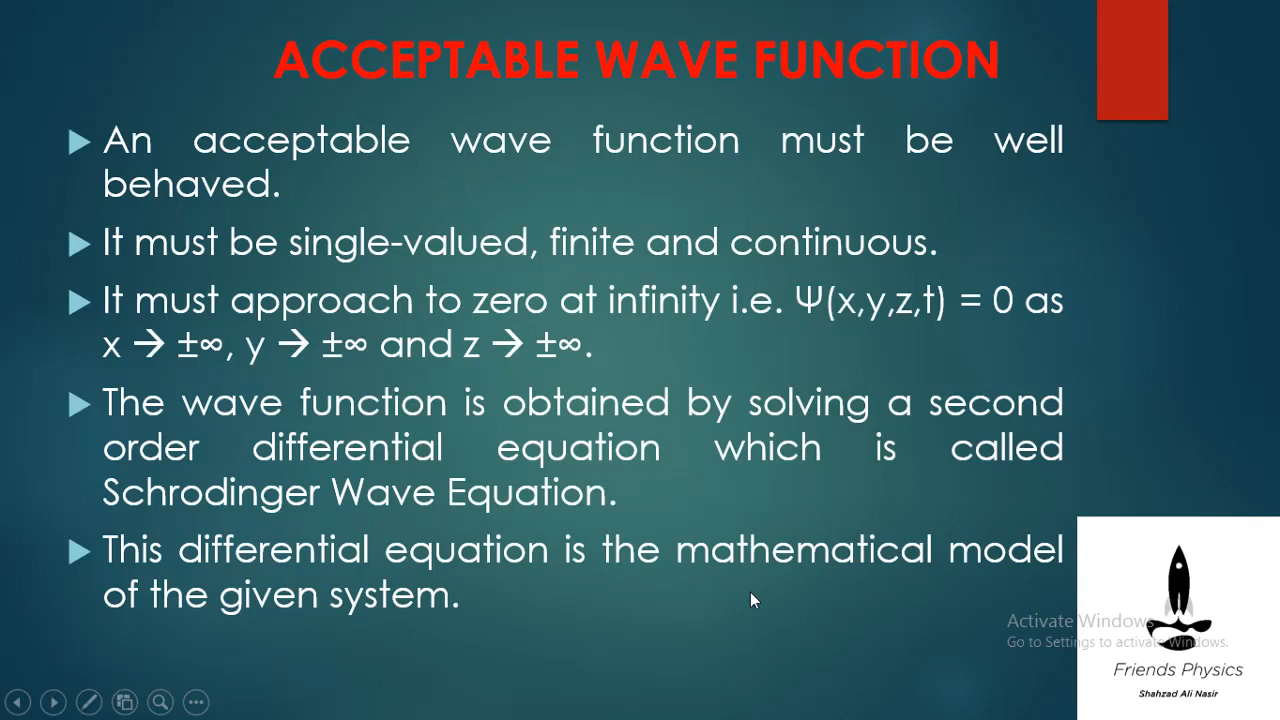 ACCEPTABLE WAVE FUNCTION
An acceptable wave function must be well
behaved.
It must be single-valued, finite and continuous.
It must approach to zero at infinity i.e. Ψ(x,y,z,t) = 0 as
x → ±∞, y → ±∞ and z → ±∞.
The wave function is obtained by solving a second
order differential equation which is called
Schrodinger Wave Equation.
This differential equation is the mathematical model
of the given system.
Activate Windows
Go to Settings to activate Windows.
Friends Physics
Shahzad Ali Nasir